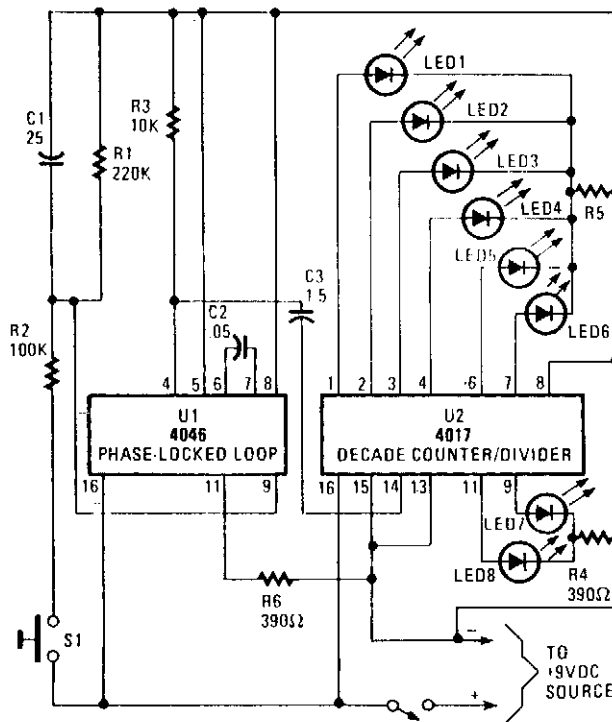 C1
25
R1
220K
R3
10K
LED1
LED2
LED3
LED4
LED5
LED6
R5
C3
1.5
C2
.05
R2
100K
4 5 6 7 8
U1
4046
PHASE-LOCKED LOOP
16 11 9
1 2 3 4 6 7 8
U2
4017
DECADE COUNTER/DIVIDER
16 15 14 13 11 9
LED7
LED8
R4
390Ω
R6
390Ω
S1
−
+
TO
+9VDC
SOURCE